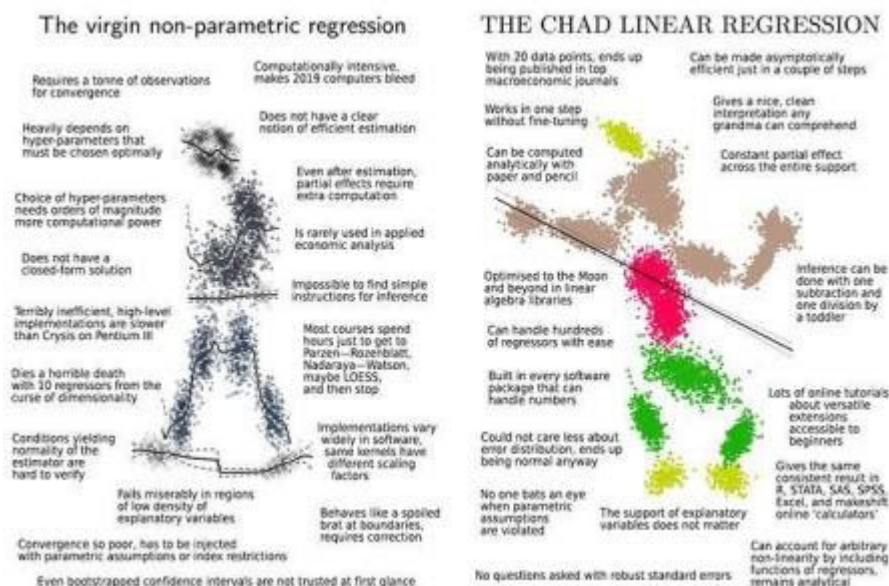 The virgin non-parametric regression
Requires a tonne of observations
for convergence
Computationally intensive,
makes 2019 computers bleed
Heavily depends on
hyper-parameters that
must be chosen optimally
Does not have a clear
notion of efficient estimation
Even after estimation,
partial effects require
extra computation
Choice of hyper-parameters
needs orders of magnitude
more computational power
Is rarely used in applied
economic analysis
Does not have a
closed-form solution
Impossible to find simple
instructions for inference
Terribly inefficient, high-level
implementations are slower
than Crysis on Pentium III
Most courses spend
hours just to get to
Parzen—Rozenblatt,
Nadaraya—Watson,
maybe LOESS,
and then stop
Dies a horrible death
with 10 regressors from the
curse of dimensionality
Conditions yielding
normality of the
estimator are
hard to verify
Implementations vary
widely in software,
same kernels have
different scaling
factors
Fails miserably in regions
of low density of
explanatory variables
Behaves like a spoiled
brat at boundaries,
requires correction
Convergence so poor, has to be injected
with parametric assumptions or index restrictions
Even bootstrapped confidence intervals are not trusted at first glance
THE CHAD LINEAR REGRESSION
With 20 data points, ends up
being published in top
macroeconomic journals
Can be made asymptotically
efficient just in a couple of steps
Works in one step
without fine-tuning
Gives a nice, clean
interpretation any
grandma can comprehend
Can be computed
analytically with
paper and pencil
Constant partial effect
across the entire support
Optimised to the Moon
and beyond in linear
algebra libraries
Inference can be
done with one
subtraction and
one division by
a toddler
Can handle hundreds
of regressors with ease
Built in every software
package that can
handle numbers
Lots of online tutorials
about versatile
extensions
accessible to
beginners
Could not care less about
error distribution, ends up
being normal anyway
Gives the same
consistent result in
R, STATA, SAS, SPSS,
Excel, and makeshift
online 'calculators'
No one bats an eye
when parametric
assumptions
are violated
The support of explanatory
variables does not matter
Can account for arbitrary
non-linearity by including
functions of regressors,
remains analytical
No questions asked with robust standard errors